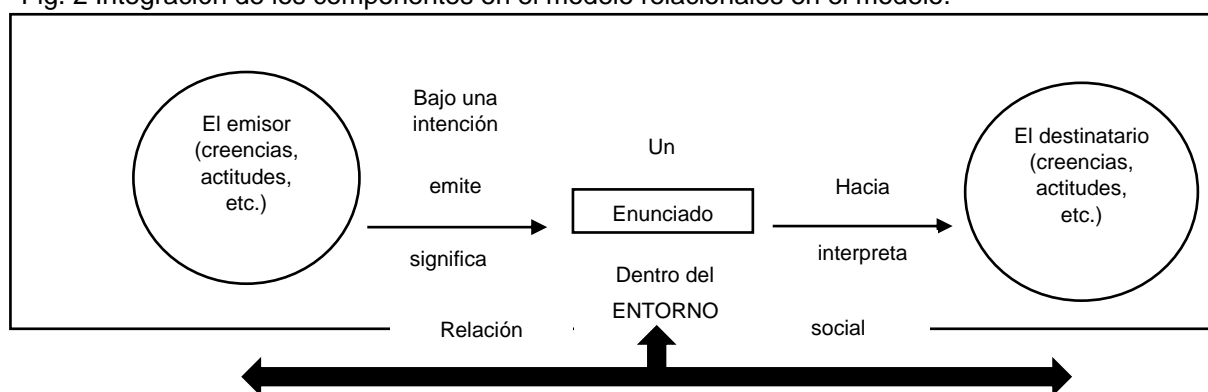 Fig. 2 Integración de los componentes en el modelo relacionales en el modelo.
El emisor
(creencias,
actitudes,
etc.)
Bajo una
intención
emite
significa
Un
Enunciado
Dentro del
ENTORNO
Hacia
interpreta
El destinatario
(creencias,
actitudes,
etc.)
Relación
social